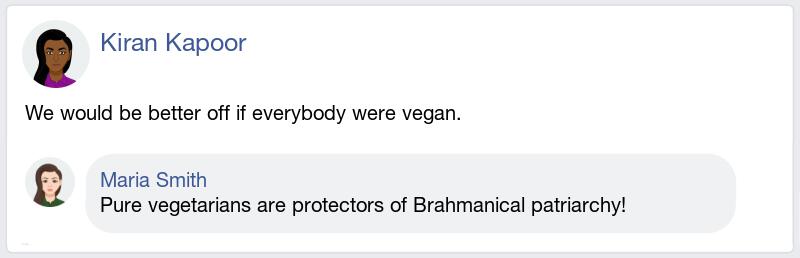 Kiran Kapoor
We would be better off if everybody were vegan.
Maria Smith
Pure vegetarians are protectors of Brahmanical patriarchy!